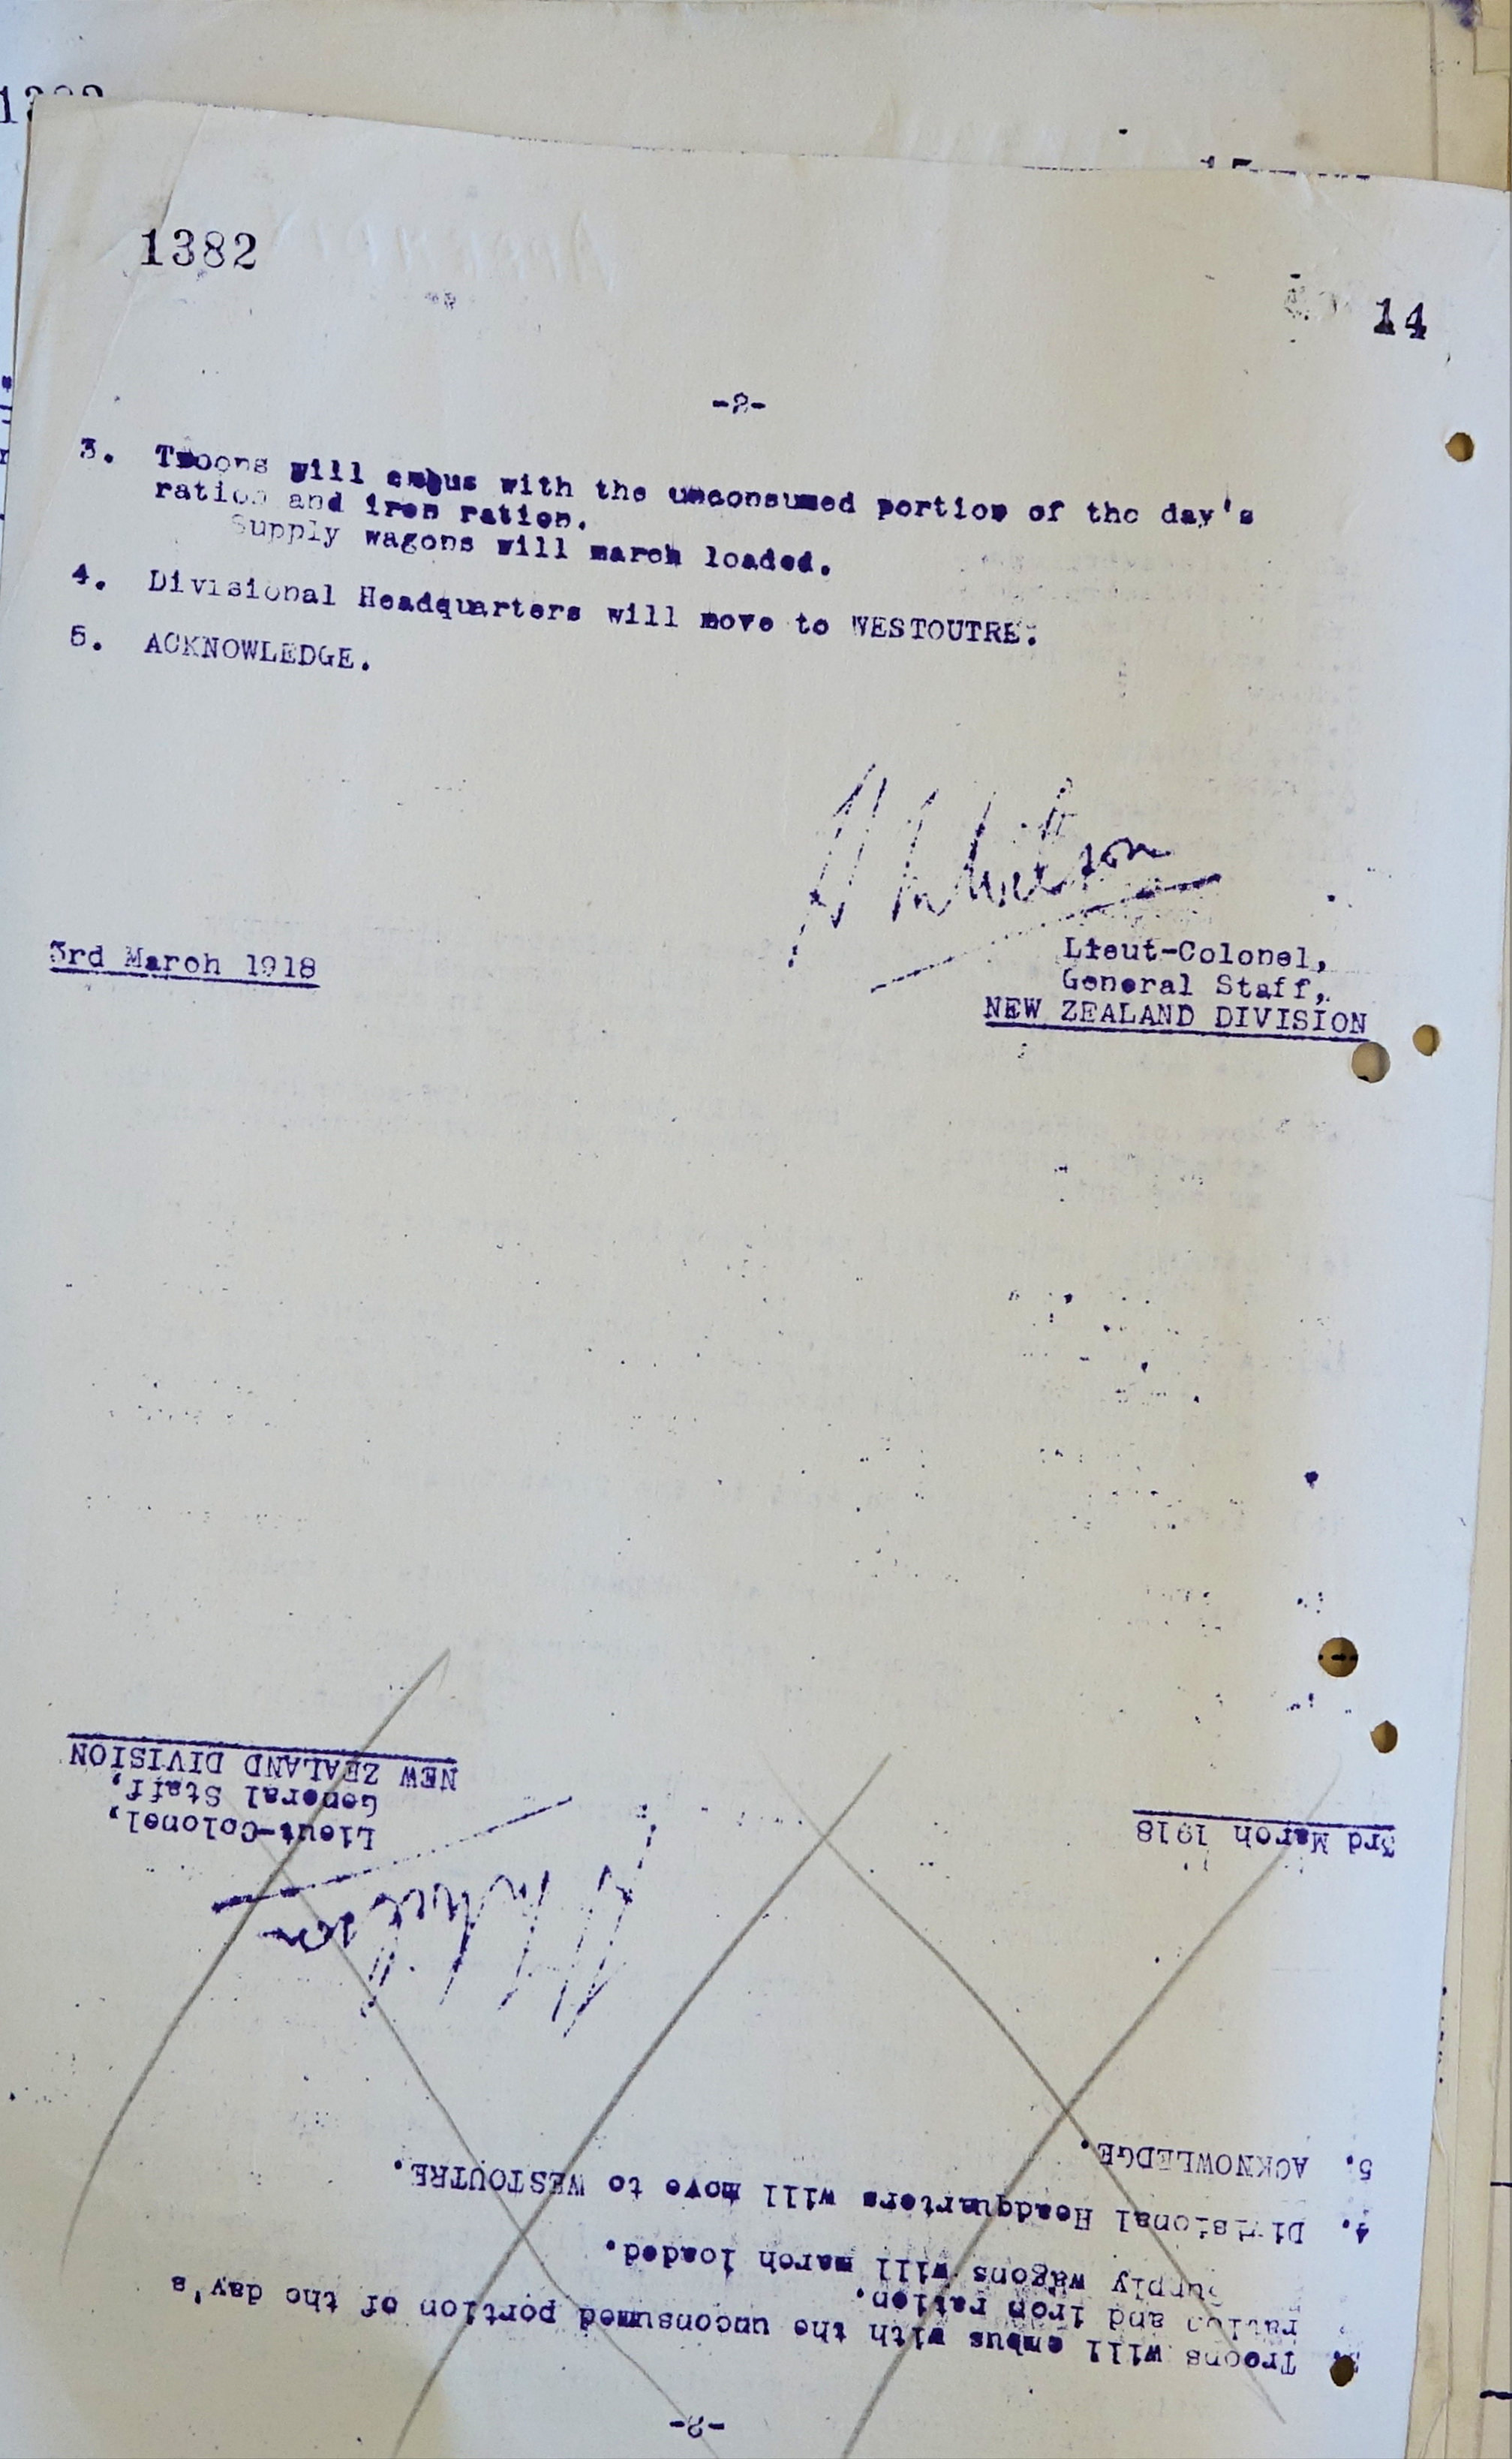 1382
14
-2-
3. Troops will embus with the unconsumed portion of the day's
ration and iron ration.
Supply wagons will march loaded.
4. Divisional Headquarters will move to WESTOUTRE.
5. ACKNOWLEDGE.
Wilson
3rd March 1918
Lieut-Colonel,
General Staff,
NEW ZEALAND DIVISION
-2-
Troops will embus with the unconsumed portion of the day's
ration and iron ration.
Supply wagons will march loaded.
4. Divisional Headquarters will move to WESTOUTRE.
5. ACKNOWLEDGE.
Wilson
3rd March 1918
Lieut-Colonel,
General Staff,
NEW ZEALAND DIVISION